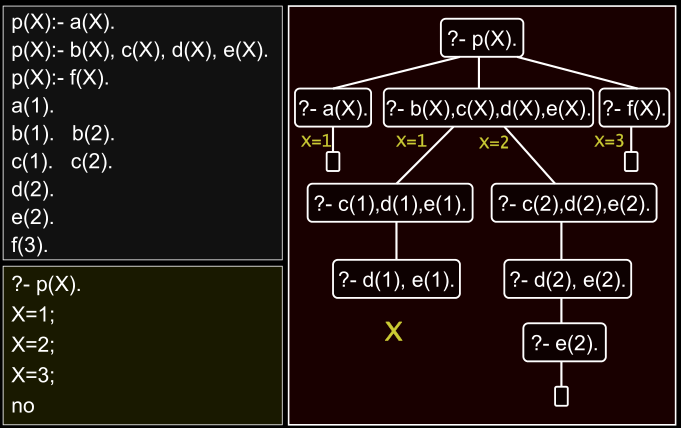 p(X):- a(X).
p(X):- b(X), c(X), d(X), e(X).
p(X):- f(X).
a(1).
b(1). b(2).
c(1). c(2).
d(2).
e(2).
f(3).
?- p(X).
X=1;
X=2;
X=3;
no
?- p(X).
?- a(X). ?- b(X),c(X),d(X),e(X). ?- f(X).
X=1 X=1 X=2 X=3
?- c(1),d(1),e(1). ?- c(2),d(2),e(2).
?- d(1), e(1). ?- d(2), e(2).
X
?- e(2).